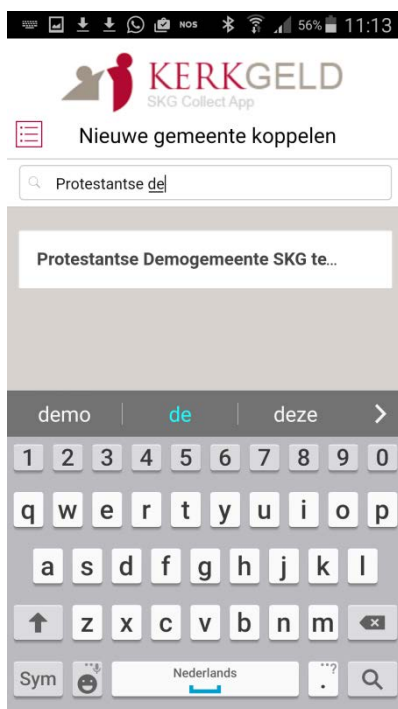 NOS 56% 11:13
KERKGELD
SKG Collect App
Nieuwe gemeente koppelen
Protestantse de
Protestantse Demogemeente SKG te...
demo de deze
1 2 3 4 5 6 7 8 9 0
q w e r t y u i o p
a s d f g h j k l
z x c v b n m
Sym Nederlands . ?